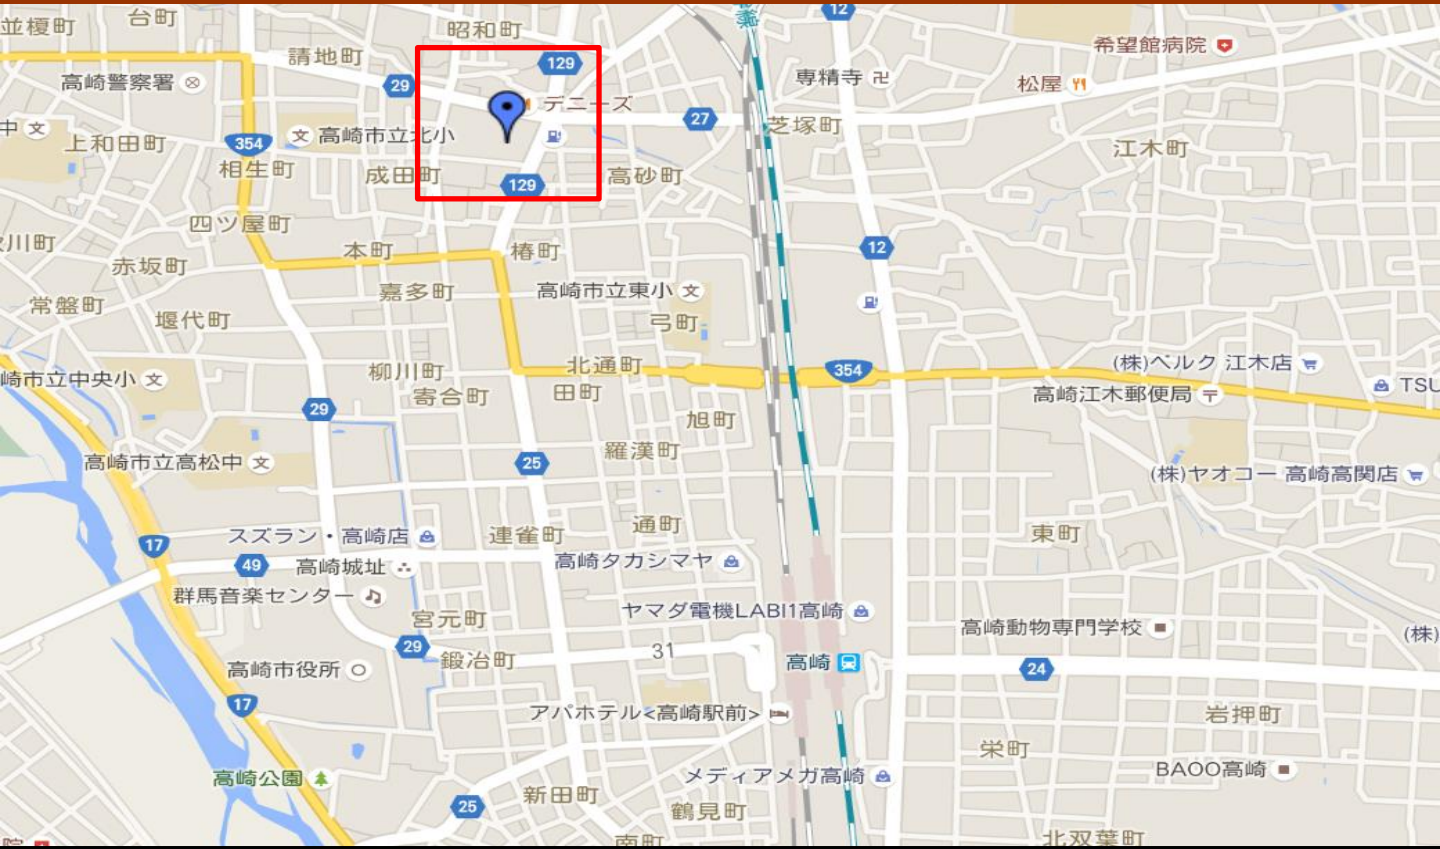 台町
12
並榎町
昭和町
請地町
129
希望館病院
高崎警察署
29
専精寺
松屋
デニーズ
27
芝塚町
高崎市立北小
354
上和田町
江木町
相生町
成田町
129
高砂町
四ツ屋町
川町
本町
椿町
12
赤坂町
嘉多町
高崎市立東小
常盤町
堰代町
弓町
北通町
354
(株)ベルク 江木店
柳川町
崎市立中央小
TSU
寄合町
田町
高崎江木郵便局
29
旭町
羅漢町
高崎市立高松中
25
(株)ヤオコー 高崎高関店
通町
スズラン・高崎店
連雀町
東町
17
49
高崎城址
高崎タカシマヤ
群馬音楽センター
宮元町
ヤマダ電機LABI1高崎
高崎動物専門学校
(株)
29
31
鍛冶町
高崎
高崎市役所
24
17
アパホテル<高崎駅前>
岩押町
栄町
高崎公園
メディアメガ高崎
BAOO高崎
新田町
25
鶴見町
南町
北双葉町